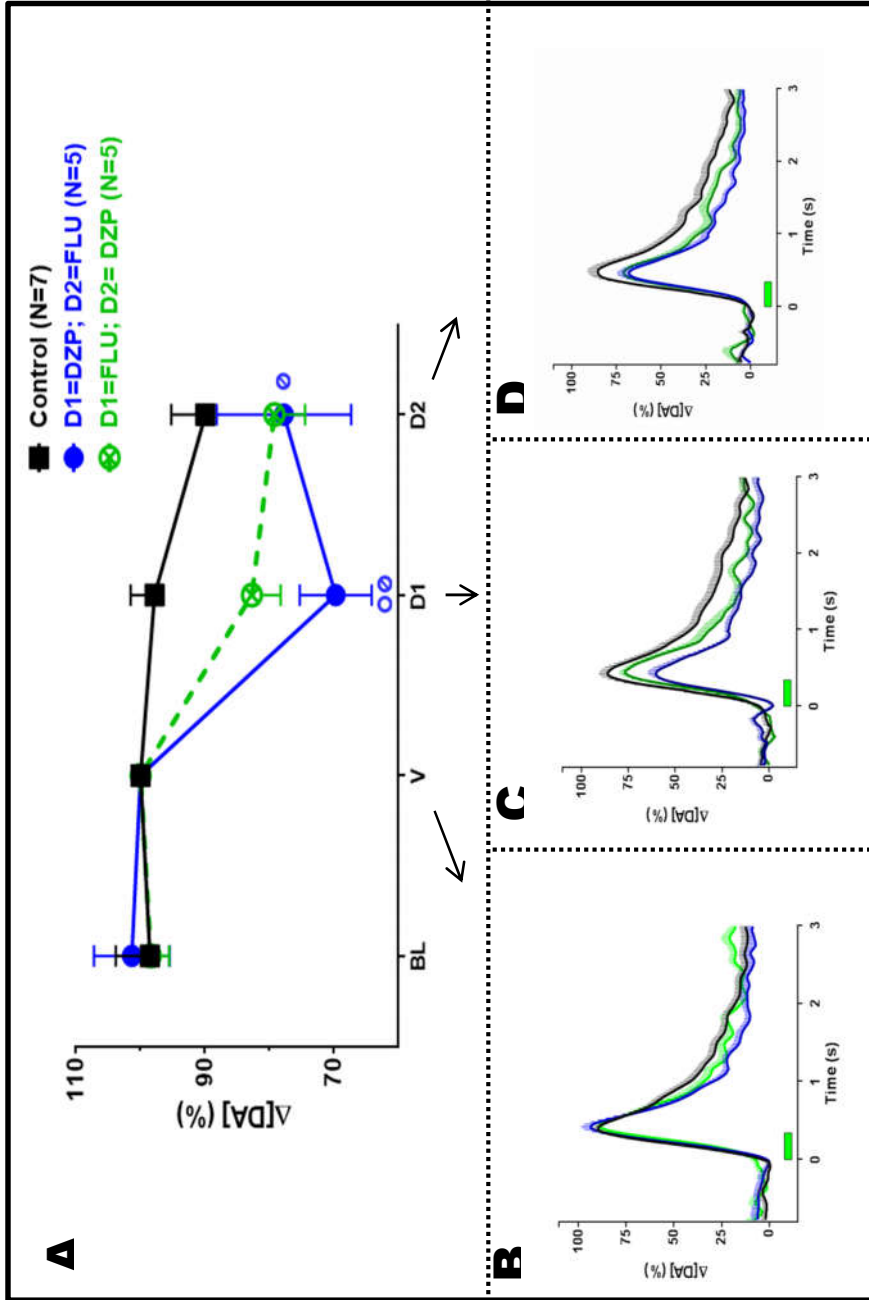 A
Control (N=7)
D1=DZP; D2=FLU (N=5)
D1=FLU; D2= DZP (N=5)
110
90
70
Δ[DA] (%)
BL
V
D1
D2
B
100
75
50
25
0
Δ[DA] (%)
0
1
2
3
Time (s)
C
100
75
50
25
0
Δ[DA] (%)
0
1
2
3
Time (s)
D
100
75
50
25
0
Δ[DA] (%)
0
1
2
3
Time (s)